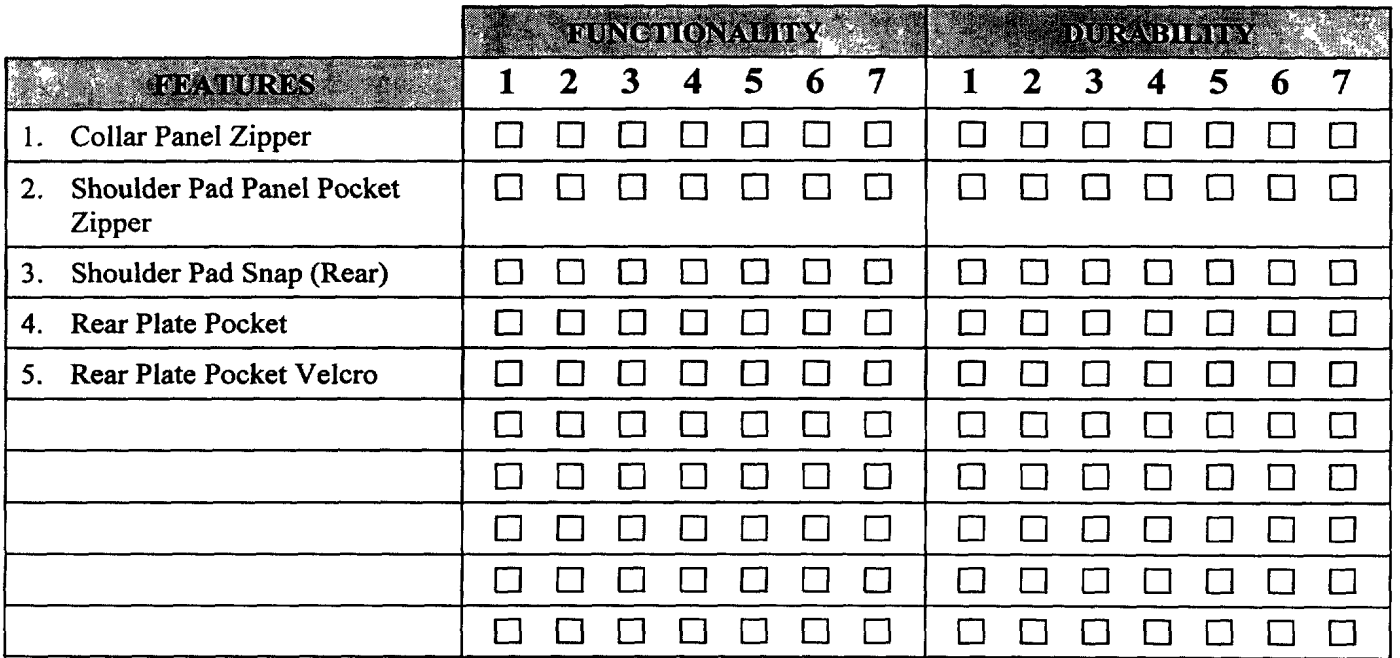 FUNCTIONALITY DURABILITY
FEATURES 1 2 3 4 5 6 7 1 2 3 4 5 6 7
1. Collar Panel Zipper
2. Shoulder Pad Panel Pocket
Zipper
3. Shoulder Pad Snap (Rear)
4. Rear Plate Pocket
5. Rear Plate Pocket Velcro